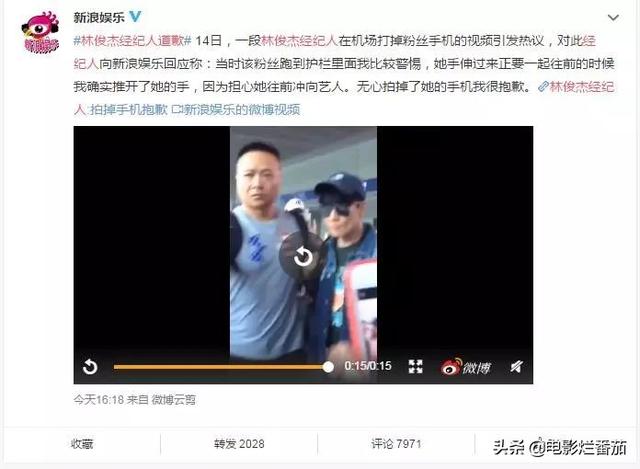 新浪娱乐
#林俊杰经纪人道歉# 14日，一段林俊杰经纪人在机场打掉粉丝手机的视频引发热议，对此经
纪人向新浪娱乐回应称：当时该粉丝跑到护栏里面我比较警惕，她手伸过来正要一起往前的时候
我确实推开了她的手，因为担心她往前冲向艺人。无心拍掉了她的手机我很抱歉。林俊杰经纪
人:拍掉手机抱歉 新浪娱乐的微博视频
0:15/0:15
微博
今天16:18 来自 微博云剪
收藏
转发 2028
评论 7971
头条 @电影烂番茄